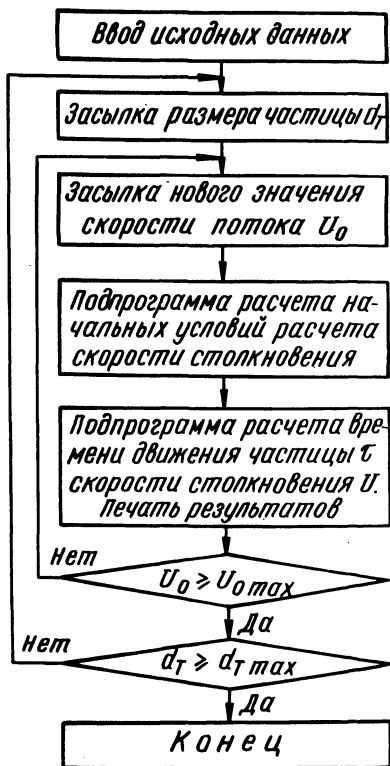 Ввод исходных данных
Засылка размера частицы dт
Засылка нового значения
скорости потока U₀
Подпрограмма расчета на-
чальных условий расчета
скорости столкновения
Подпрограмма расчета вре-
мени движения частицы τ
скорости столкновения U.
Печать результатов
Нет
U₀ ⩾ U₀ max
Да
Нет
dт ⩾ dт max
Да
Конец